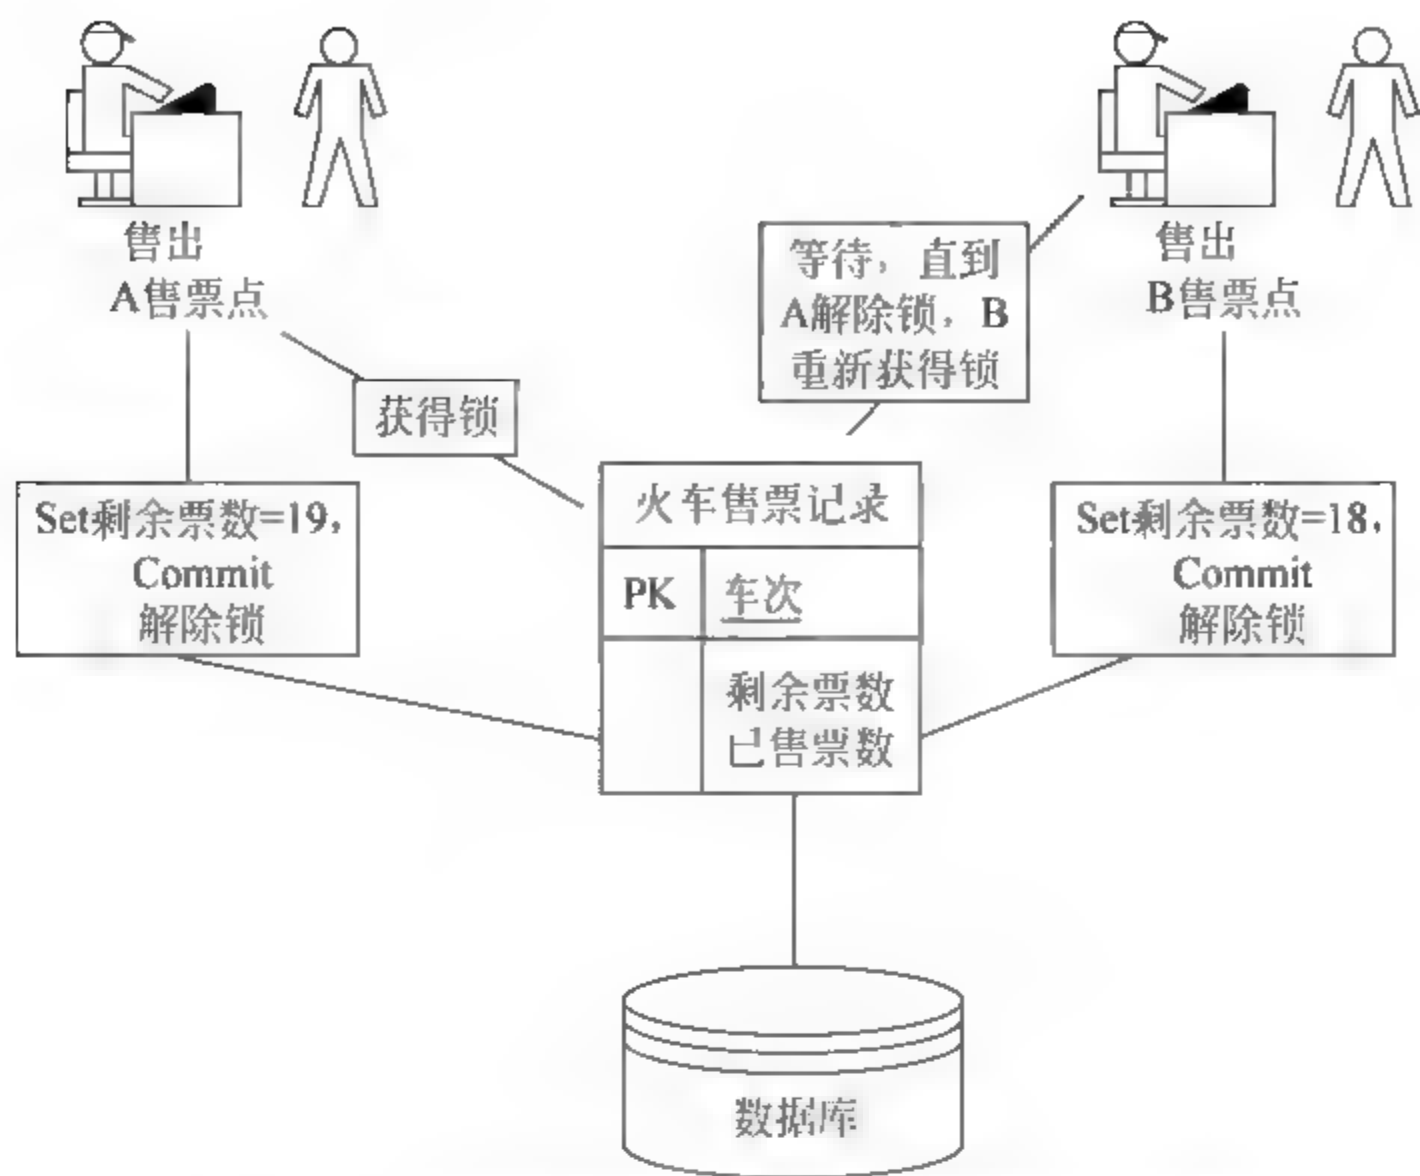 售出
A售票点
售出
B售票点
等待，直到
A解除锁，B
重新获得锁
获得锁
Set剩余票数=19，
Commit
解除锁
火车售票记录
PK 车次
剩余票数
已售票数
Set剩余票数=18，
Commit
解除锁
数据库